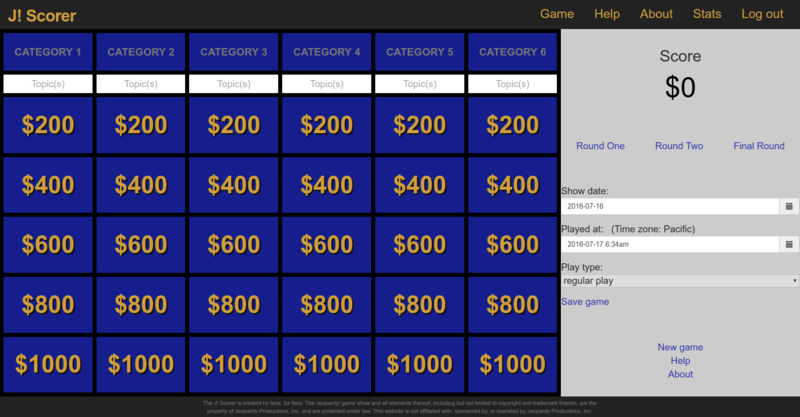 J! Scorer
Game Help About Stats Log out
CATEGORY 1 CATEGORY 2 CATEGORY 3 CATEGORY 4 CATEGORY 5 CATEGORY 6
Topic(s) Topic(s) Topic(s) Topic(s) Topic(s) Topic(s)
$200 $200 $200 $200 $200 $200
$400 $400 $400 $400 $400 $400
$600 $600 $600 $600 $600 $600
$800 $800 $800 $800 $800 $800
$1000 $1000 $1000 $1000 $1000 $1000
Score
$0
Round One Round Two Final Round
Show date:
2016-07-16
Played at: (Time zone: Pacific)
2016-07-17 6:34am
Play type:
regular play
Save game
New game
Help
About
The J! Scorer is created by fans, for fans. The Jeopardy! game show and all elements thereof, including but not limited to copyright and trademark thereto, are the
property of Jeopardy Productions, Inc. and are protected under law. This website is not affiliated with, sponsored by, or operated by Jeopardy Productions, Inc.